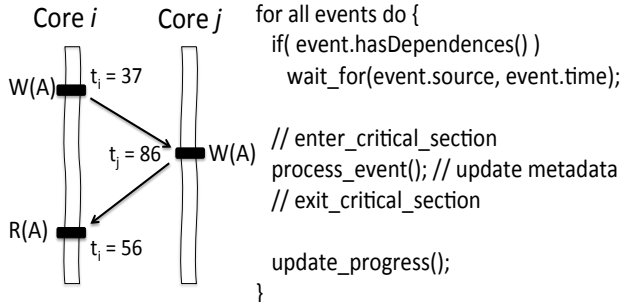 Core i
Core j
W(A)
t_i = 37
t_j = 86
W(A)
R(A)
t_i = 56
for all events do {
if( event.hasDependences() )
wait_for(event.source, event.time);
// enter_critical_section
process_event(); // update metadata
// exit_critical_section
update_progress();
}